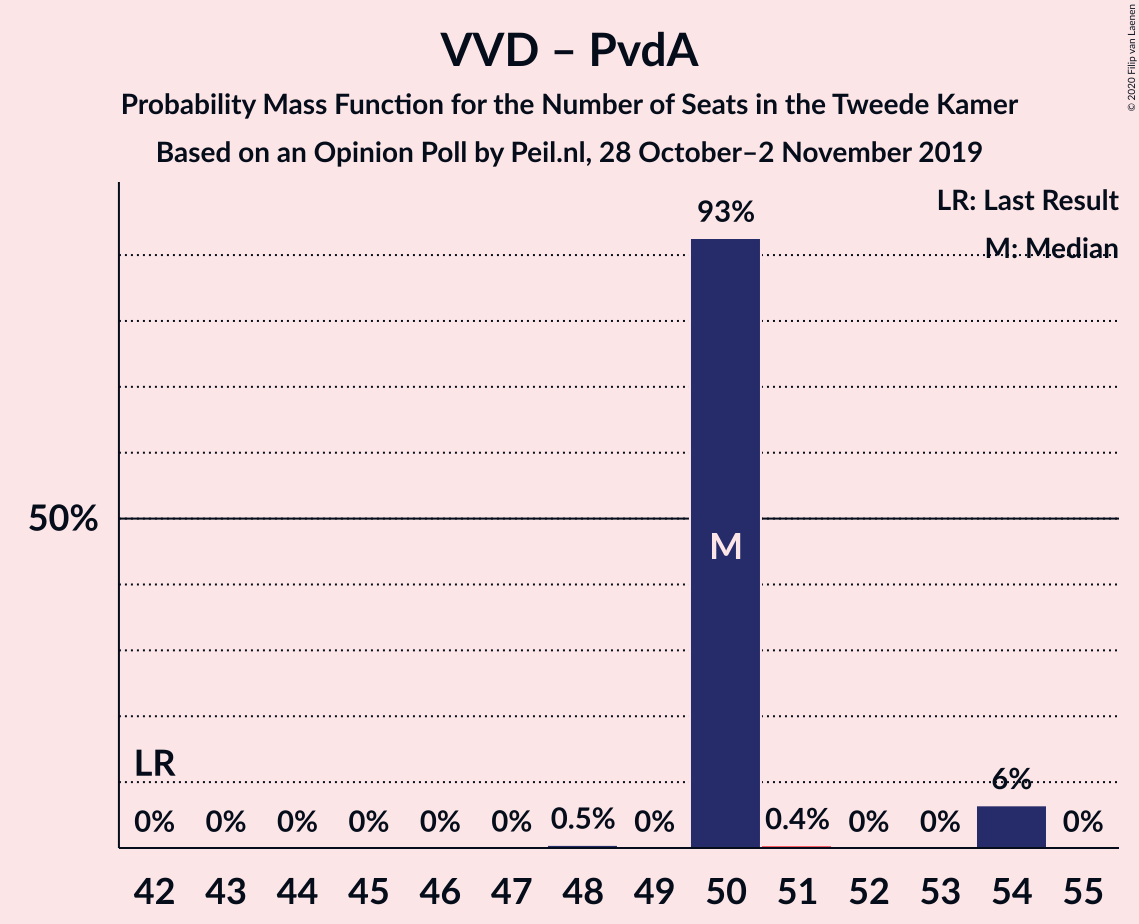 VVD – PvdA
Probability Mass Function for the Number of Seats in the Tweede Kamer
Based on an Opinion Poll by Peil.nl, 28 October–2 November 2019
© 2020 Filip van Laenen
LR: Last Result
M: Median
93%
50%
M
LR
0% 0% 0% 0% 0% 0% 0.5% 0% 0.4% 0% 0% 6% 0%
42 43 44 45 46 47 48 49 50 51 52 53 54 55